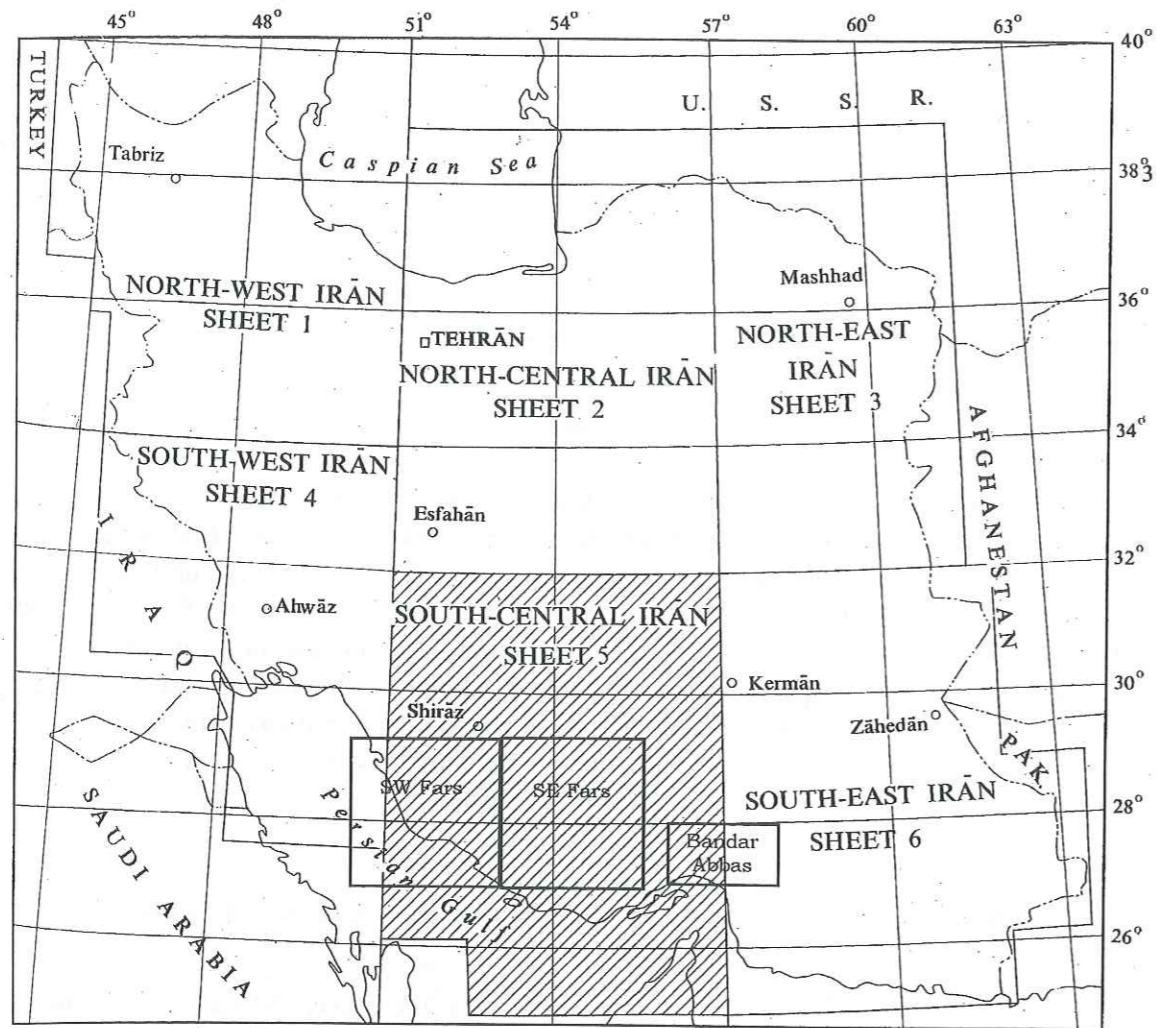 45° 48° 51° 54° 57° 60° 63°
40°
TURKEY
U. S. S. R.
Tabriz
Caspian Sea
38°
3
Mashhad
NORTH-WEST IRĀN
SHEET 1
36°
TEHRĀN
NORTH-EAST
IRĀN
SHEET 3
NORTH-CENTRAL IRĀN
SHEET 2
34°
AFGHANESTAN
SOUTH-WEST IRĀN
SHEET 4
Esfahān
IRAQ
32°
Ahwāz
SOUTH-CENTRAL IRĀN
SHEET 5
Kermān
30°
Shirāz
Zāhedān
PAK
SW Fars
SE Fars
SOUTH-EAST IRĀN
SHEET 6
28°
Persian Gulf
Bandar
Abbas
SAUDI ARABIA
26°